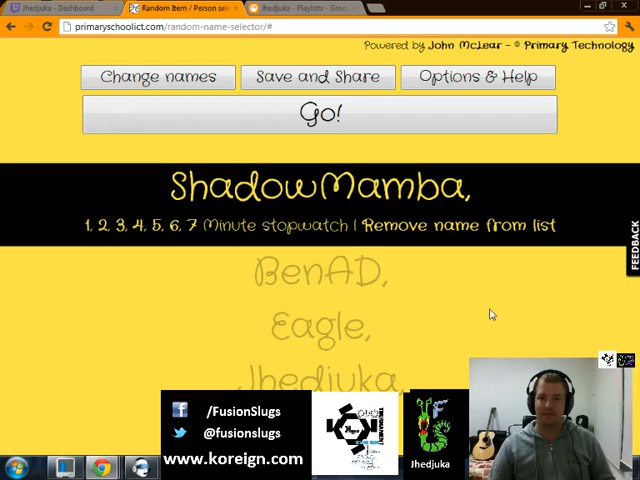 Jhedjuka - Dashboard
Random Item / Person sele
Jhedjuka - Playlists - Groove
primaryschoolict.com/random-name-selector/#
Powered by John McLear - © Primary Technology
Change names
Save and Share
Options & Help
Go!
ShadowMamba,
1, 2, 3, 4, 5, 6, 7 Minute stopwatch | Remove name from list
FEEDBACK
BenAD,
Eagle,
Jhedjuka,
/FusionSlugs
@fusionslugs
www.koreign.com
Jhedjuka